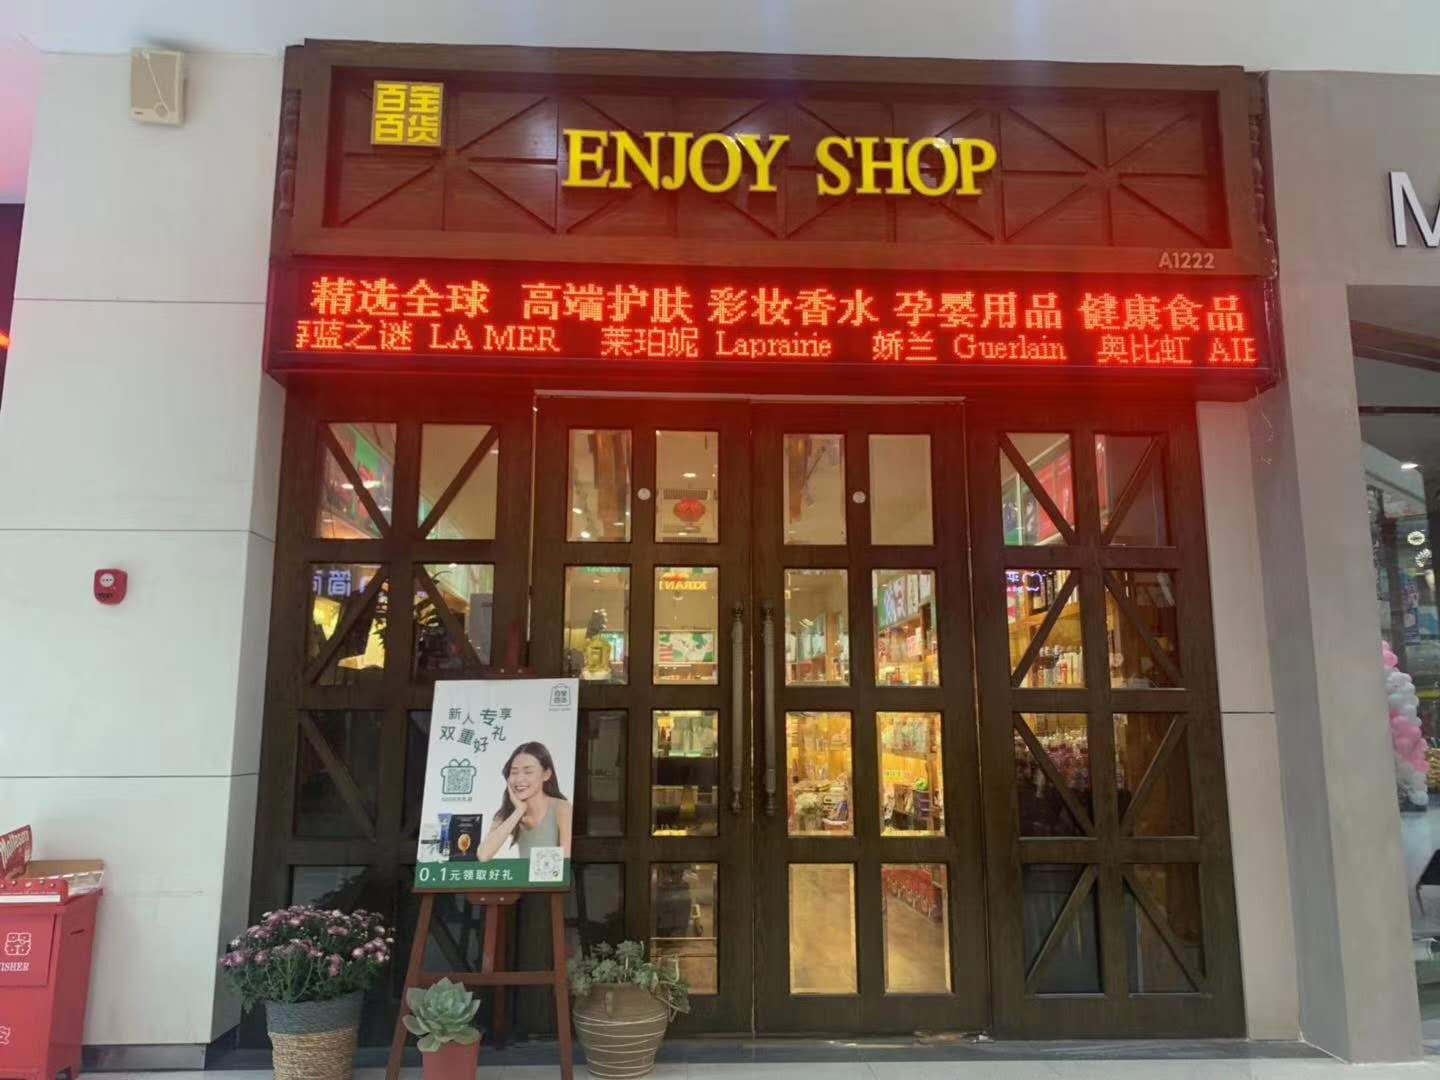 百宝
百货
ENJOY SHOP
A1222
精选全球 高端护肤 彩妆香水 孕婴用品 健康食品
海蓝之谜 LA MER 莱珀妮 Laprairie 娇兰 Guerlain 奥比虹 AIE
M
新人专享
双重好礼
0.1元领取好礼
Maltesers